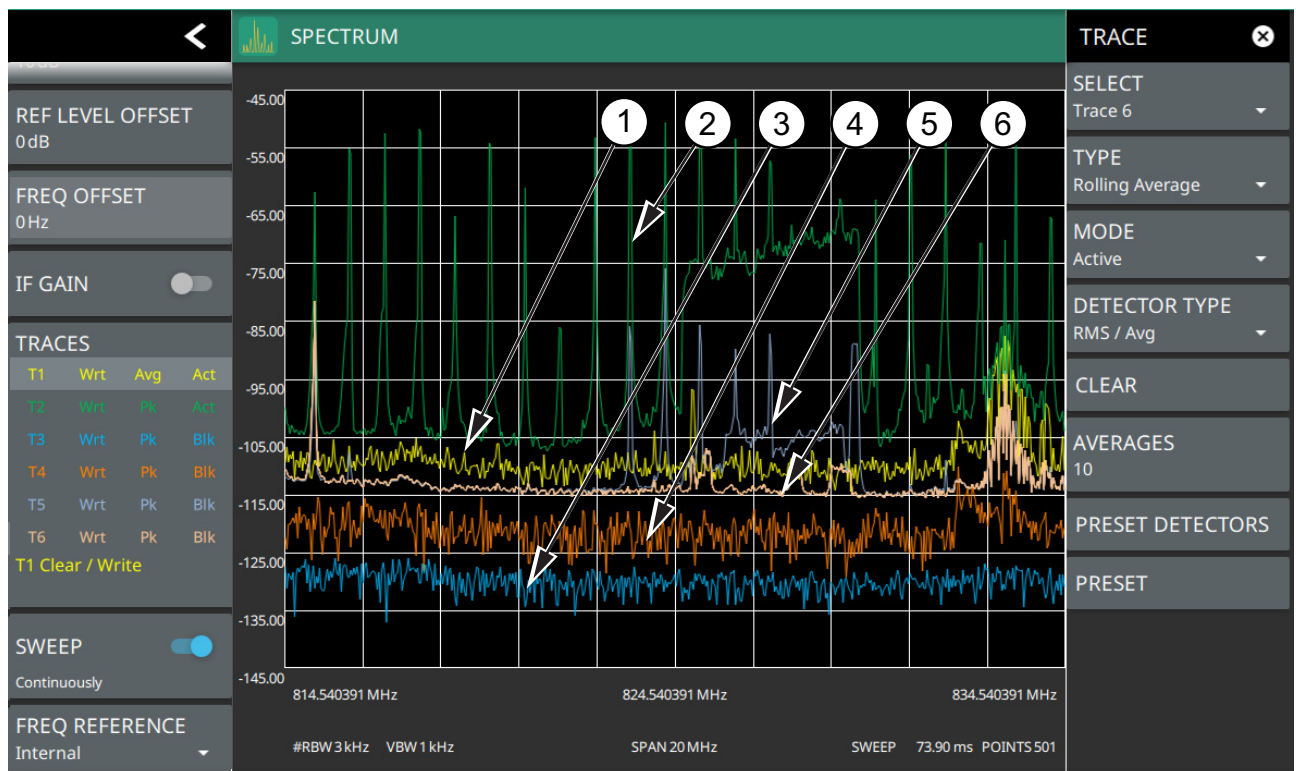 SPECTRUM
TRACE
REF LEVEL OFFSET
0 dB
FREQ OFFSET
0 Hz
IF GAIN
TRACES
T1 Wrt Avg Act
T2 Wrt Pk Act
T3 Wrt Pk Blk
T4 Wrt Pk Blk
T5 Wrt Pk Blk
T6 Wrt Pk Blk
T1 Clear / Write
SWEEP
Continuously
FREQ REFERENCE
Internal
1 2 3 4 5 6
-45.00
-55.00
-65.00
-75.00
-85.00
-95.00
-105.00
-115.00
-125.00
-135.00
-145.00
814.540391 MHz 824.540391 MHz 834.540391 MHz
#RBW 3 kHz VBW 1 kHz SPAN 20 MHz SWEEP 73.90 ms POINTS 501
SELECT
Trace 6
TYPE
Rolling Average
MODE
Active
DETECTOR TYPE
RMS / Avg
CLEAR
AVERAGES
10
PRESET DETECTORS
PRESET